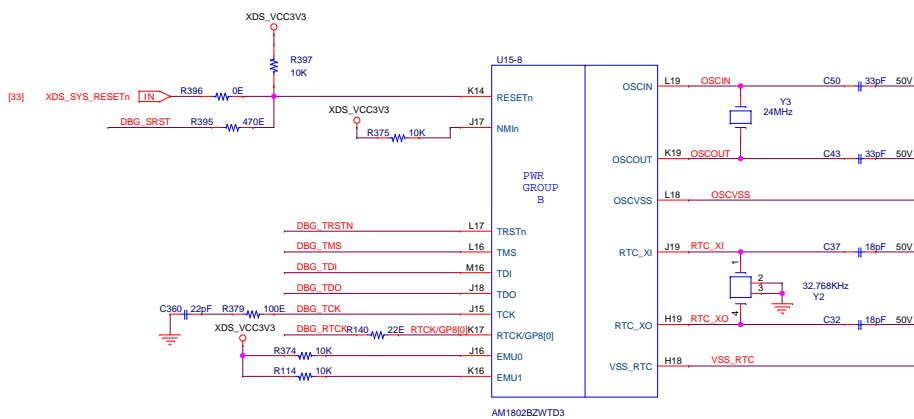 XDS_VCC3V3
R397
10K
U15-8
[33] XDS_SYS_RESETn IN R396 0E
K14 RESETn
DBG_SRST R395 470E
XDS_VCC3V3
R375 10K
J17 NMIn
PWR
GROUP
B
DBG_TRSTN L17 TRSTn
DBG_TMS L16 TMS
DBG_TDI M16 TDI
DBG_TDO J18 TDO
C360 22pF R379 100E DBG_TCK J15 TCK
XDS_VCC3V3
DBG_RTCK R140 22E RTCK/GP8[0] K17 RTCK/GP8[0]
R374 10K J16 EMU0
R114 10K K16 EMU1
OSCIN L19 OSCIN C50 33pF 50V
Y3
24MHz
OSCOUT K19 OSCOUT C43 33pF 50V
OSCVSS L18 OSCVSS
RTC_XI J19 RTC_XI C37 18pF 50V
1
2
3
4
32.768KHz
Y2
RTC_XO H19 RTC_XO C32 18pF 50V
VSS_RTC H18 VSS_RTC
AM1802BZWTD3